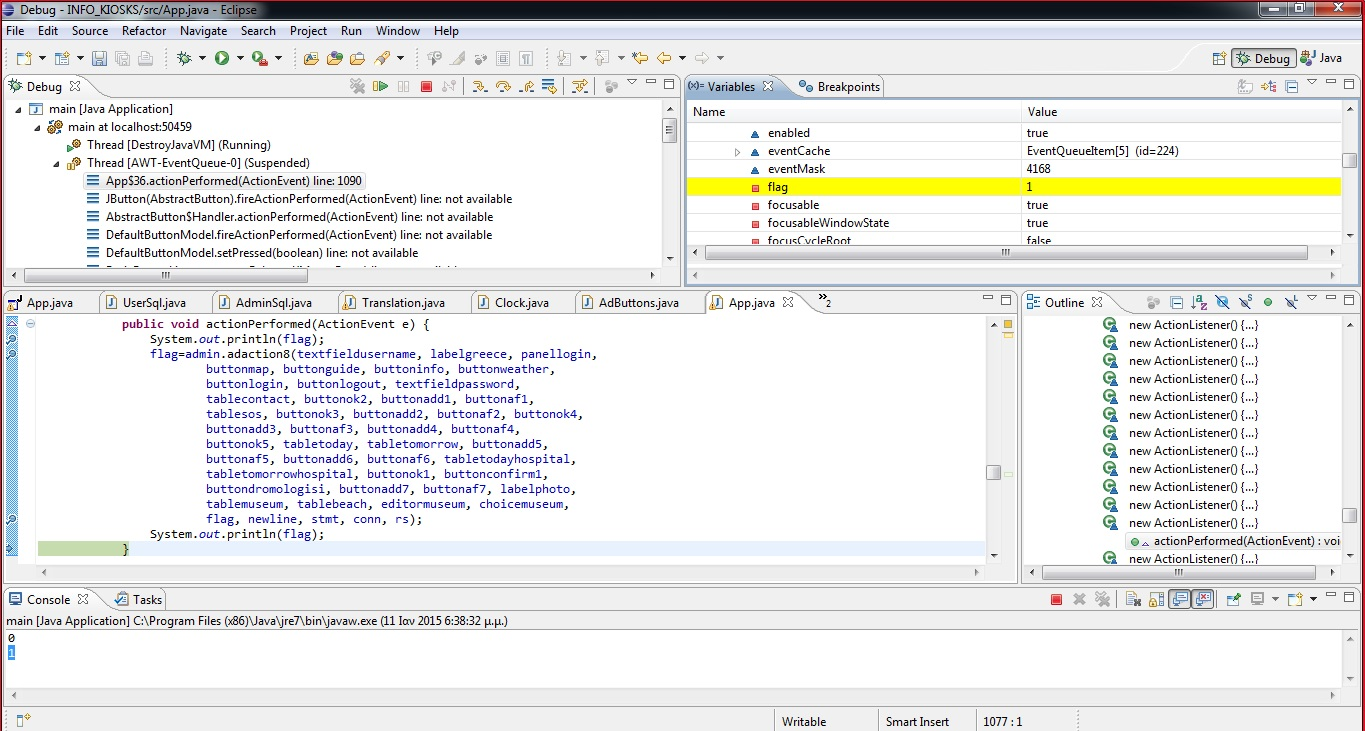 Debug - INFO_KIOSKS/src/App.java - Eclipse
File Edit Source Refactor Navigate Search Project Run Window Help
Debug Java
Debug
main [Java Application]
main at localhost:50459
Thread [DestroyJavaVM] (Running)
Thread [AWT-EventQueue-0] (Suspended)
App$36.actionPerformed(ActionEvent) line: 1090
JButton(AbstractButton).fireActionPerformed(ActionEvent) line: not available
AbstractButton$Handler.actionPerformed(ActionEvent) line: not available
DefaultButtonModel.fireActionPerformed(ActionEvent) line: not available
DefaultButtonModel.setPressed(boolean) line: not available
(x)= Variables Breakpoints
Name Value
enabled true
eventCache EventQueueItem[5] (id=224)
eventMask 4168
flag 1
focusable true
focusableWindowState true
focusCycleRoot false
App.java UserSql.java AdminSql.java Translation.java Clock.java AdButtons.java App.java »2
public void actionPerformed(ActionEvent e) {
System.out.println(flag);
flag=admin.adaction8(textfieldusername, labelgreece, panellogin,
buttonmap, buttonguide, buttoninfo, buttonweather,
buttonlogin, buttonlogout, textfieldpassword,
tablecontact, buttonok2, buttonadd1, buttonaf1,
tablesos, buttonok3, buttonadd2, buttonaf2, buttonok4,
buttonadd3, buttonaf3, buttonadd4, buttonaf4,
buttonok5, tabletoday, tabletomorrow, buttonadd5,
buttonaf5, buttonadd6, buttonaf6, tabletodayhospital,
tabletomorrowhospital, buttonok1, buttonconfirm1,
buttondromologisi, buttonadd7, buttonaf7, labelphoto,
tablemuseum, tablebeach, editormuseum, choicemuseum,
flag, newline, stmt, conn, rs);
System.out.println(flag);
}
Outline
new ActionListener() {...}
new ActionListener() {...}
new ActionListener() {...}
new ActionListener() {...}
new ActionListener() {...}
new ActionListener() {...}
new ActionListener() {...}
new ActionListener() {...}
new ActionListener() {...}
new ActionListener() {...}
new ActionListener() {...}
new ActionListener() {...}
actionPerformed(ActionEvent) : voi
new ActionListener() {...}
Console Tasks
main [Java Application] C:\Program Files (x86)\Java\jre7\bin\javaw.exe (11 Ιαν 2015 6:38:32 μ.μ.)
0
1
Writable Smart Insert 1077 : 1